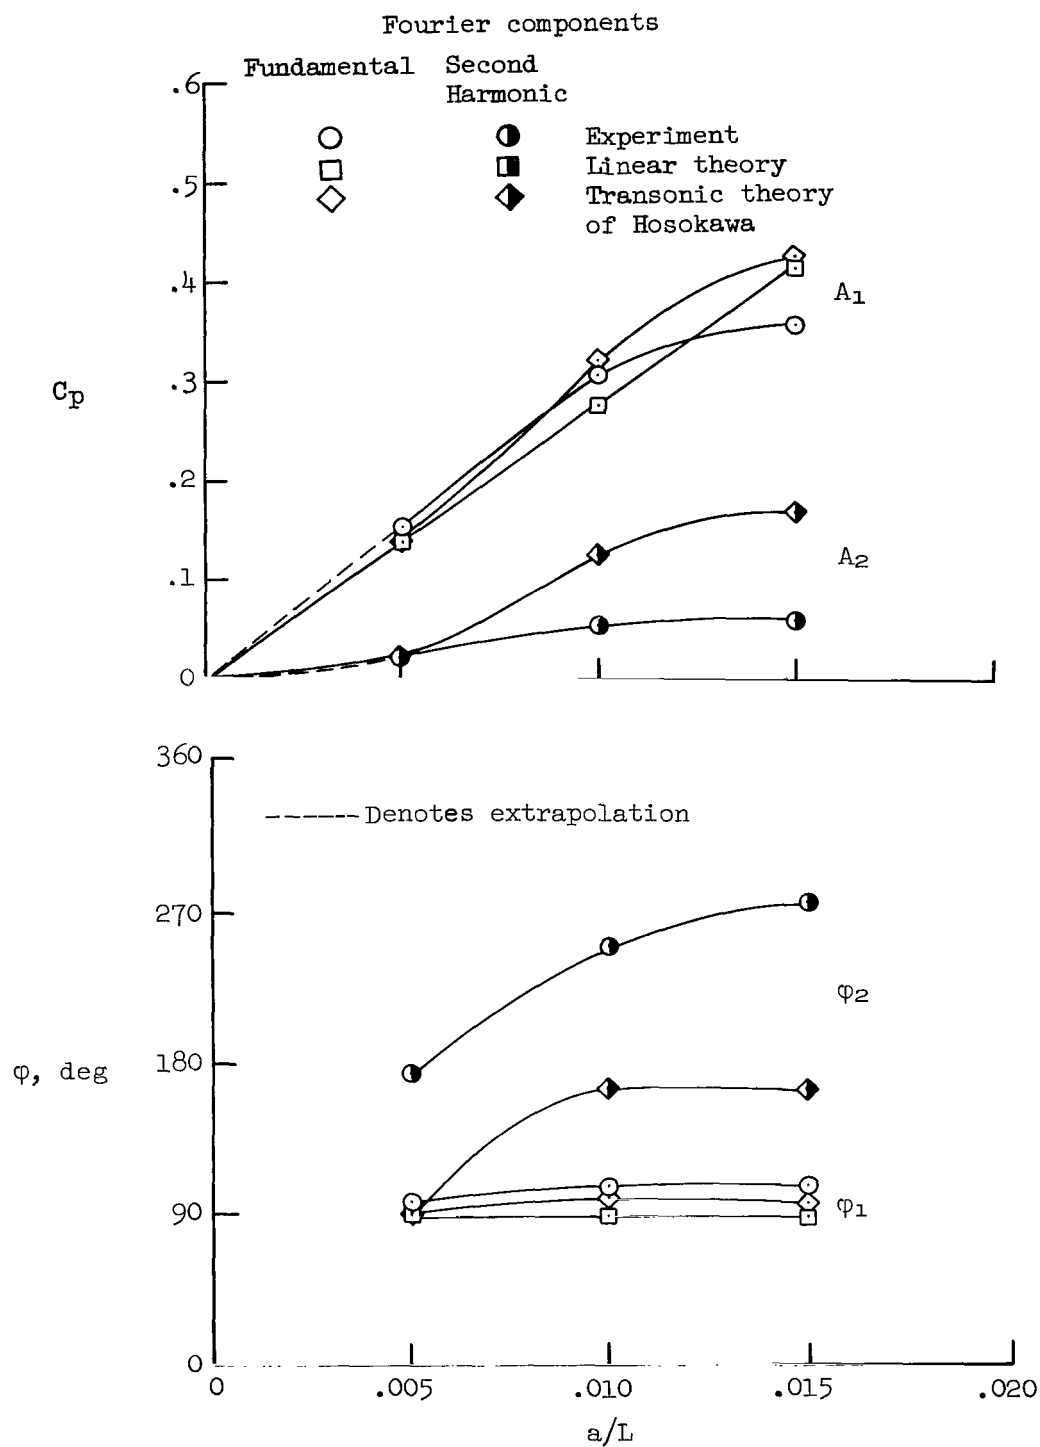 Fourier components
Fundamental Second
Harmonic
Experiment
Linear theory
Transonic theory
of Hosokawa
.6
.5
.4
.3
.2
.1
0
Cp
A1
A2
360
270
180
90
0
-----Denotes extrapolation
φ, deg
φ2
φ1
0 .005 .010 .015 .020
a/L